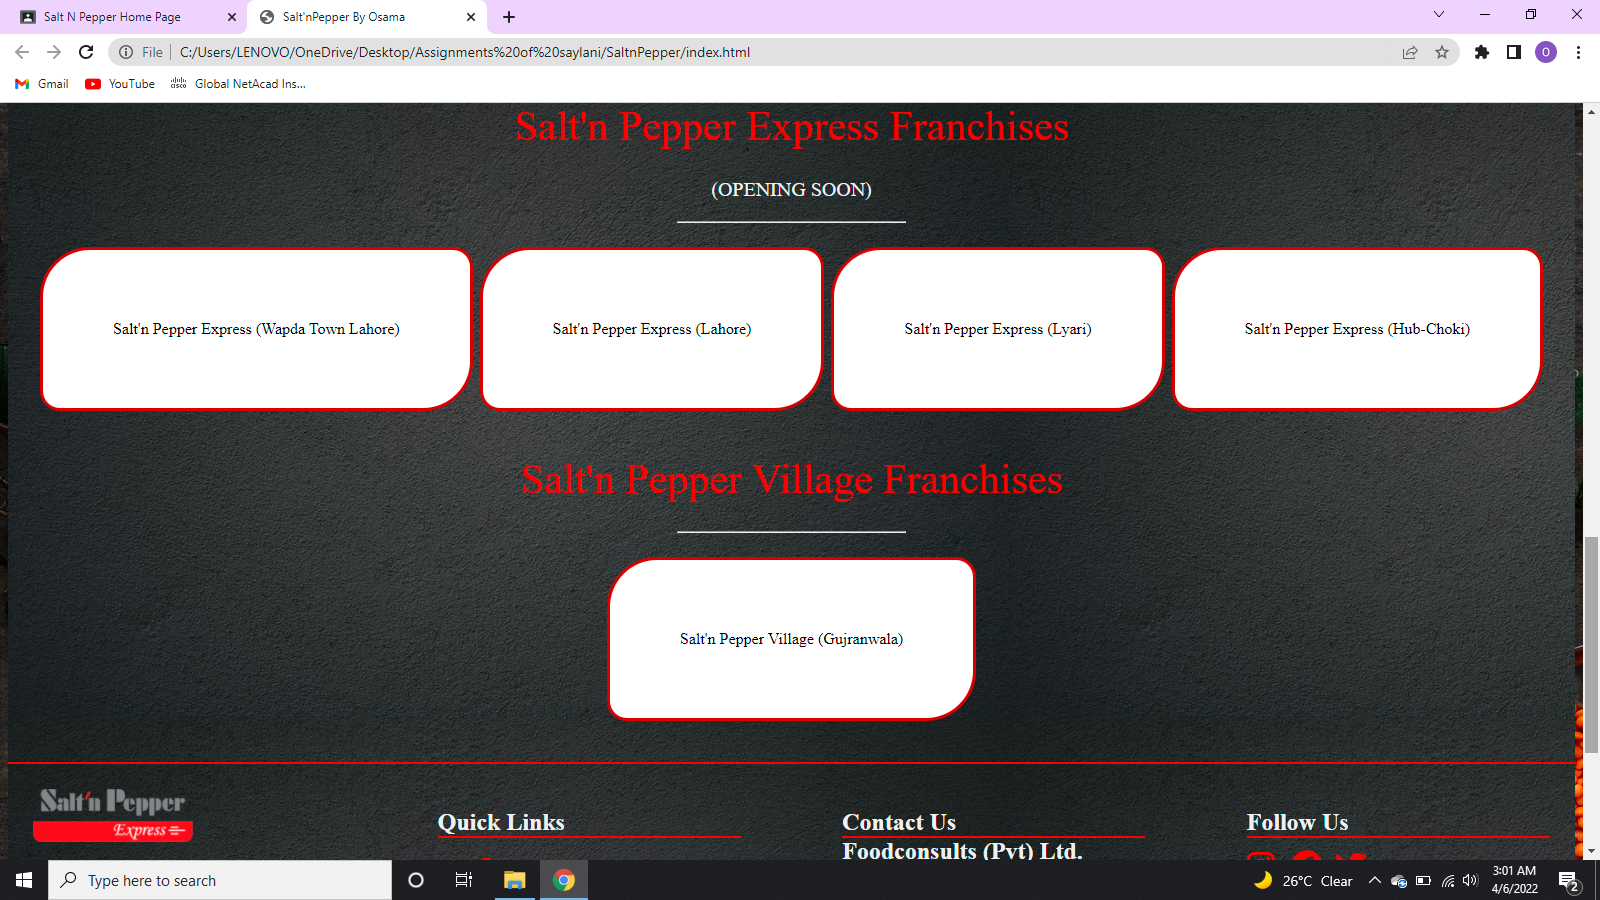 Salt N Pepper Home Page
Salt'nPepper By Osama
File
C:/Users/LENOVO/OneDrive/Desktop/Assignments%20of%20saylani/SaltnPepper/index.html
O
Gmail
YouTube
cisco
Global NetAcad Ins...
Salt'n Pepper Express Franchises
(OPENING SOON)
Salt'n Pepper Express (Wapda Town Lahore)
Salt'n Pepper Express (Lahore)
Salt'n Pepper Express (Lyari)
Salt'n Pepper Express (Hub-Choki)
Salt'n Pepper Village Franchises
Salt'n Pepper Village (Gujranwala)
Salt'n Pepper
Express
Quick Links
Contact Us
Foodconsults (Pvt) Ltd.
Follow Us
Type here to search
26°C Clear
3:01 AM
4/6/2022
2